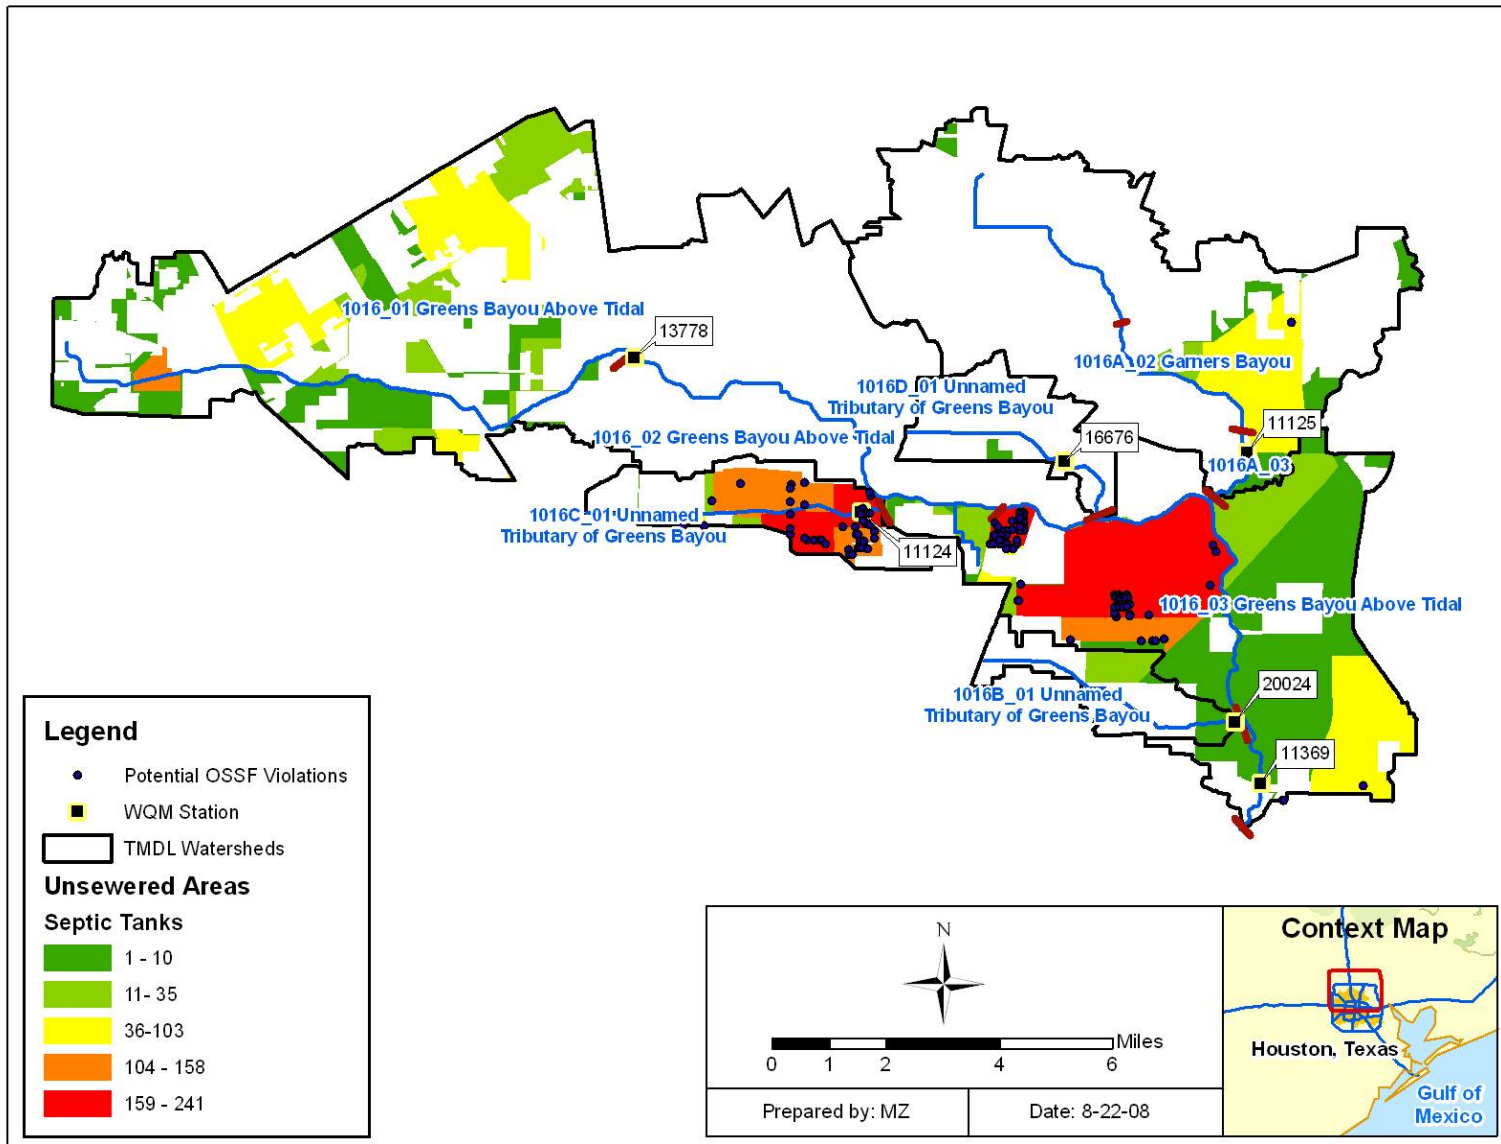 1016_01 Greens Bayou Above Tidal
13778
1016A_02 Garners Bayou
1016D_01 Unnamed
Tributary of Greens Bayou
11125
16676
1016_02 Greens Bayou Above Tidal
1016A_03
1016C_01 Unnamed
Tributary of Greens Bayou
11124
1016_03 Greens Bayou Above Tidal
20024
1016B_01 Unnamed
Tributary of Greens Bayou
11369
Legend
Potential OSSF Violations
WQM Station
TMDL Watersheds
Unsewered Areas
Septic Tanks
1 - 10
11- 35
36-103
104 - 158
159 - 241
N
Miles
0 1 2 4 6
Prepared by: MZ
Date: 8-22-08
Context Map
Houston, Texas
Gulf of
Mexico